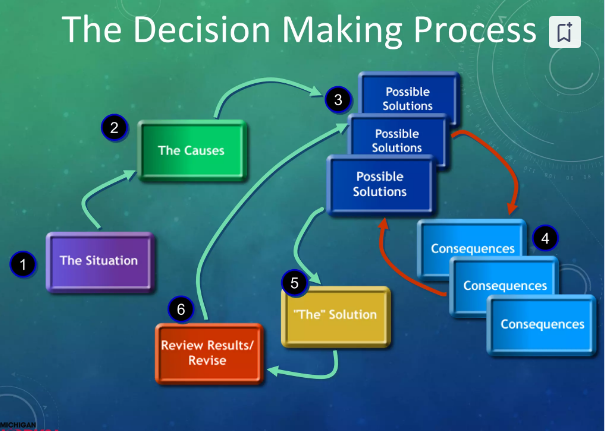 The Decision Making Process
1
The Situation
2
The Causes
3
Possible
Solutions
Possible
Solutions
Possible
Solutions
4
Consequences
Consequences
Consequences
5
"The" Solution
6
Review Results/
Revise
MICHIGAN